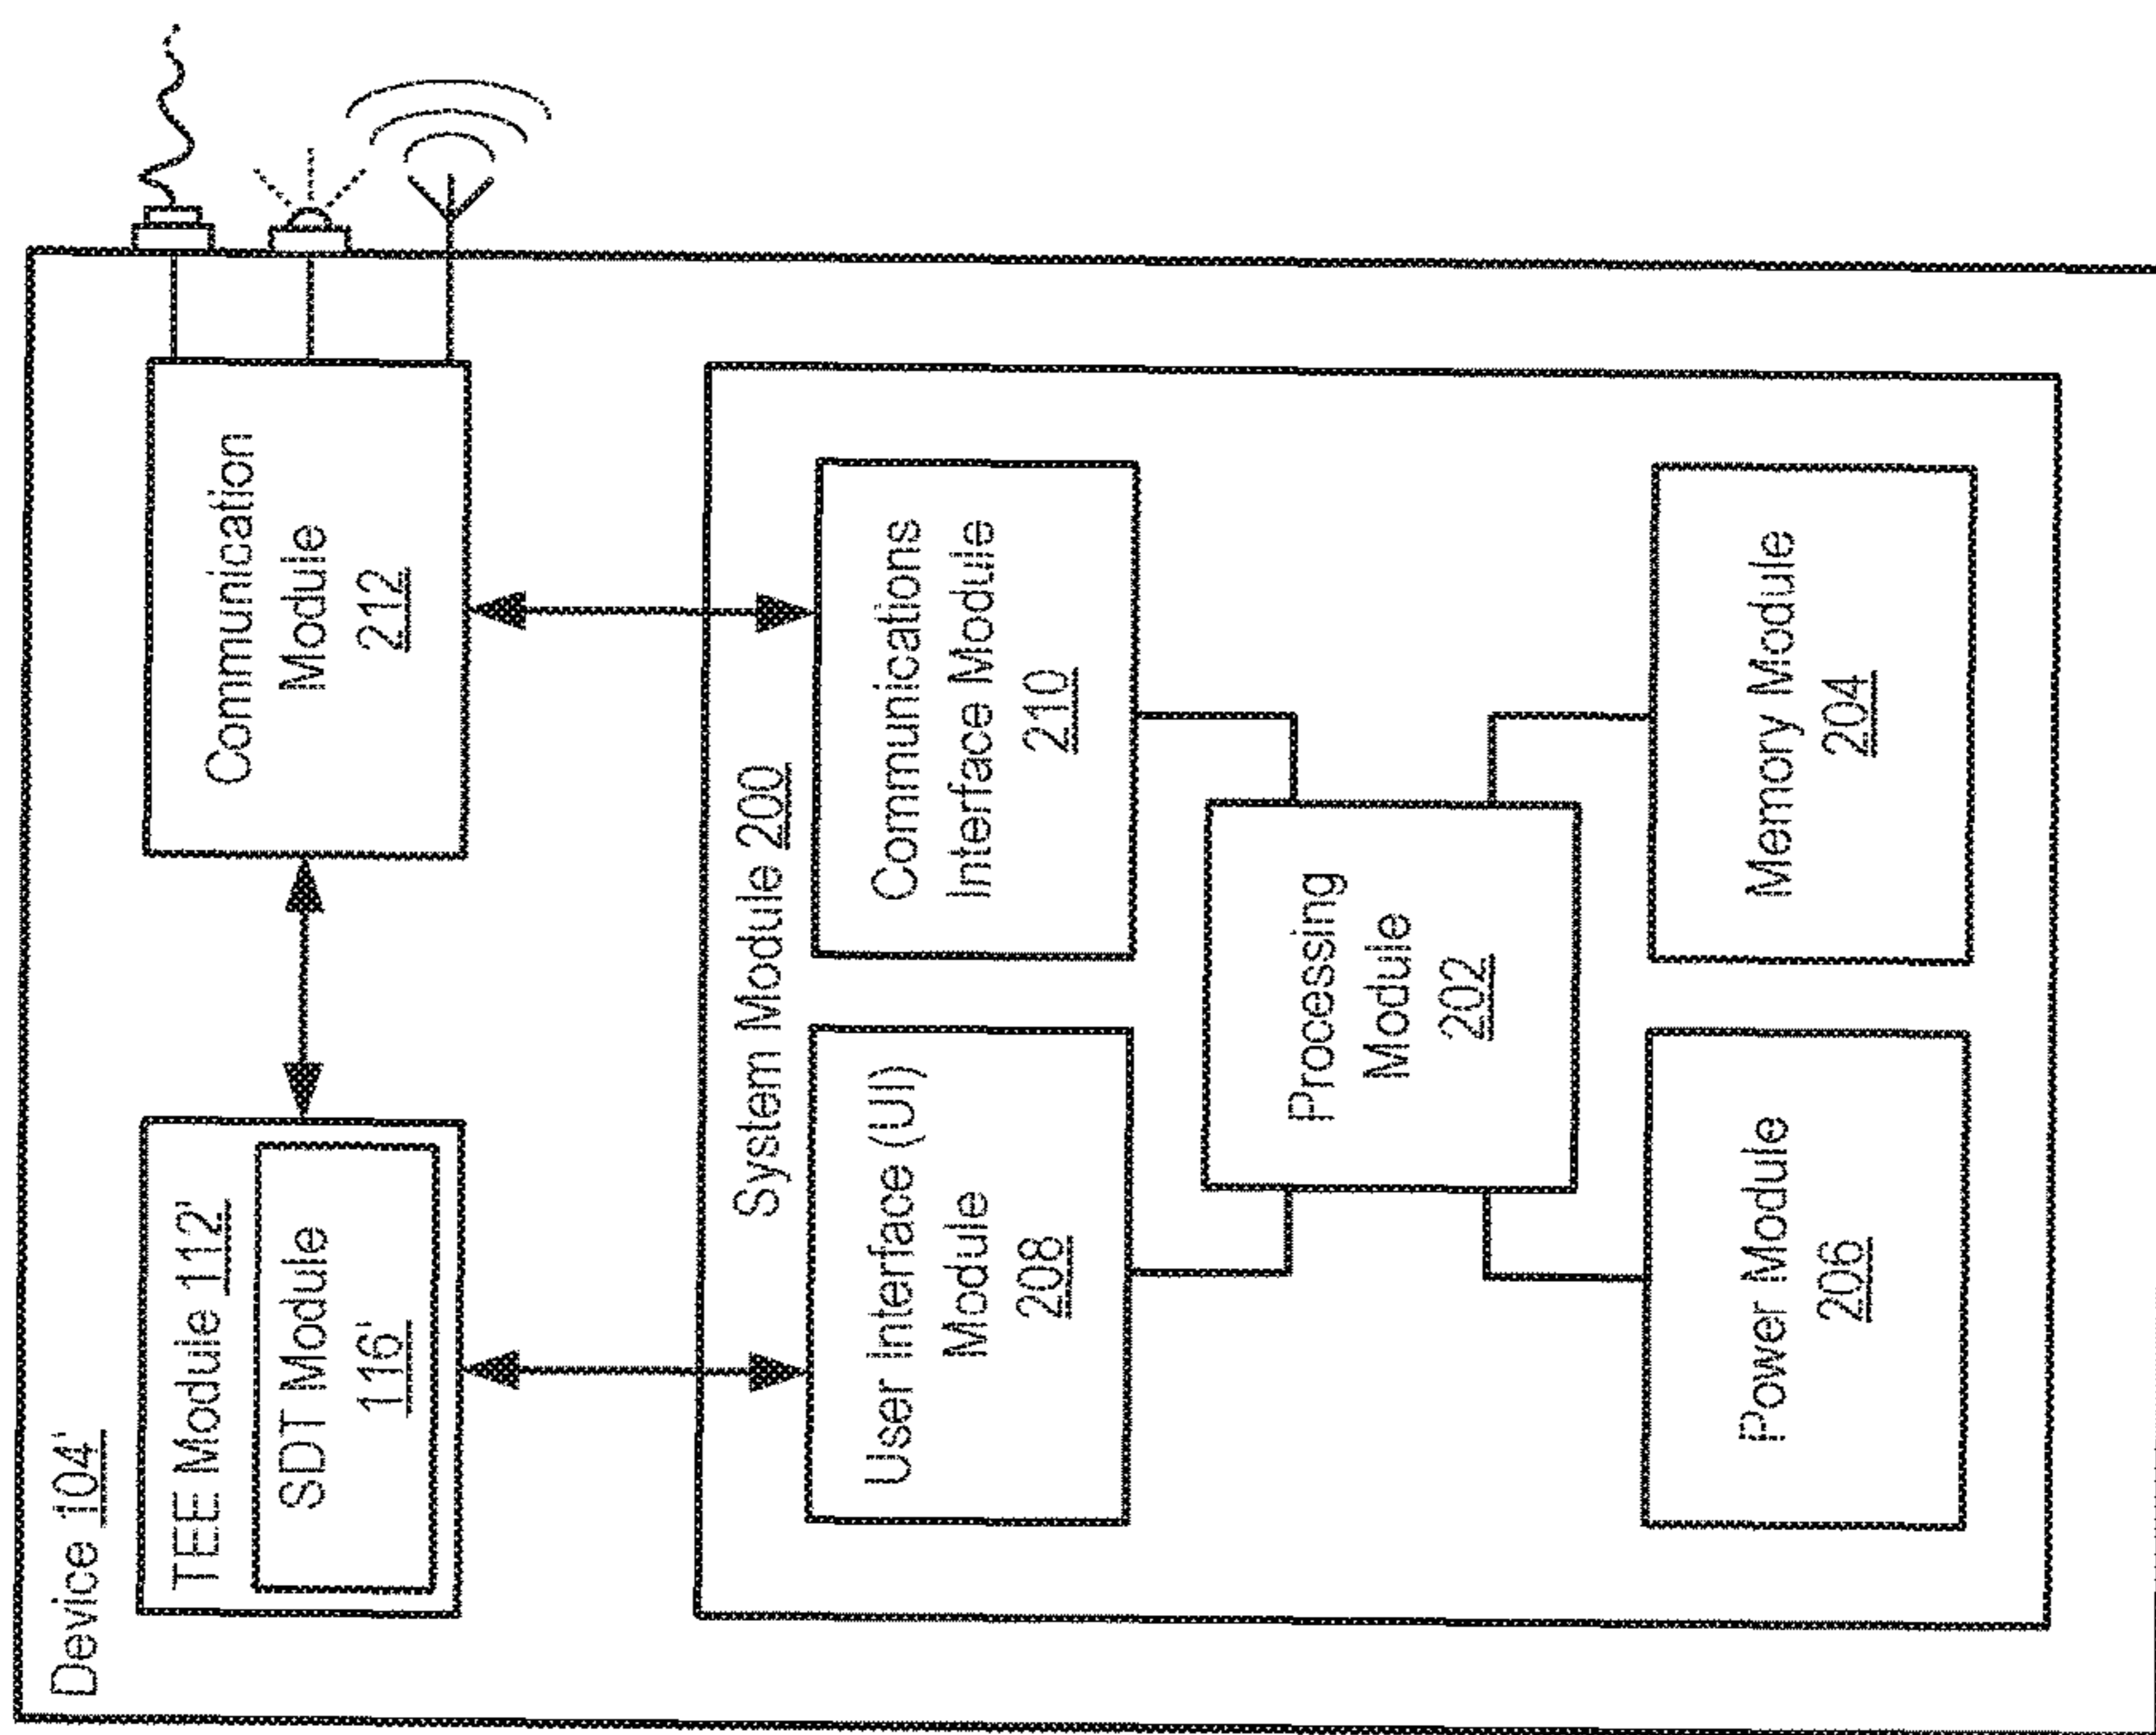 Device 104'
TEE Module 112'
SDT Module
116'
Communication
Module
212
System Module 200
User Interface (UI)
Module
208
Communications
Interface Module
210
Processing
Module
202
Power Module
206
Memory Module
204